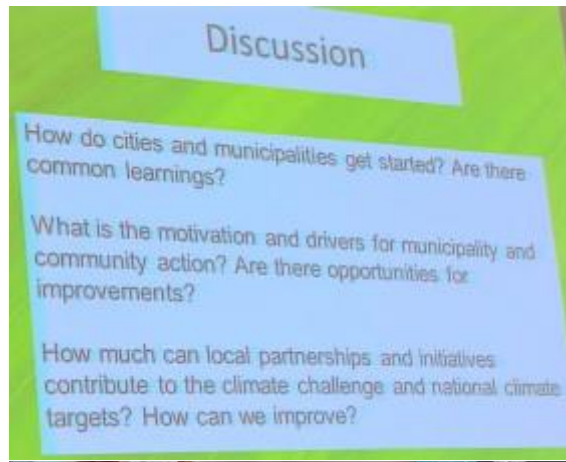 Discussion
How do cities and municipalities get started? Are there
common learnings?
What is the motivation and drivers for municipality and
community action? Are there opportunities for
improvements?
How much can local partnerships and initiatives
contribute to the climate challenge and national climate
targets? How can we improve?